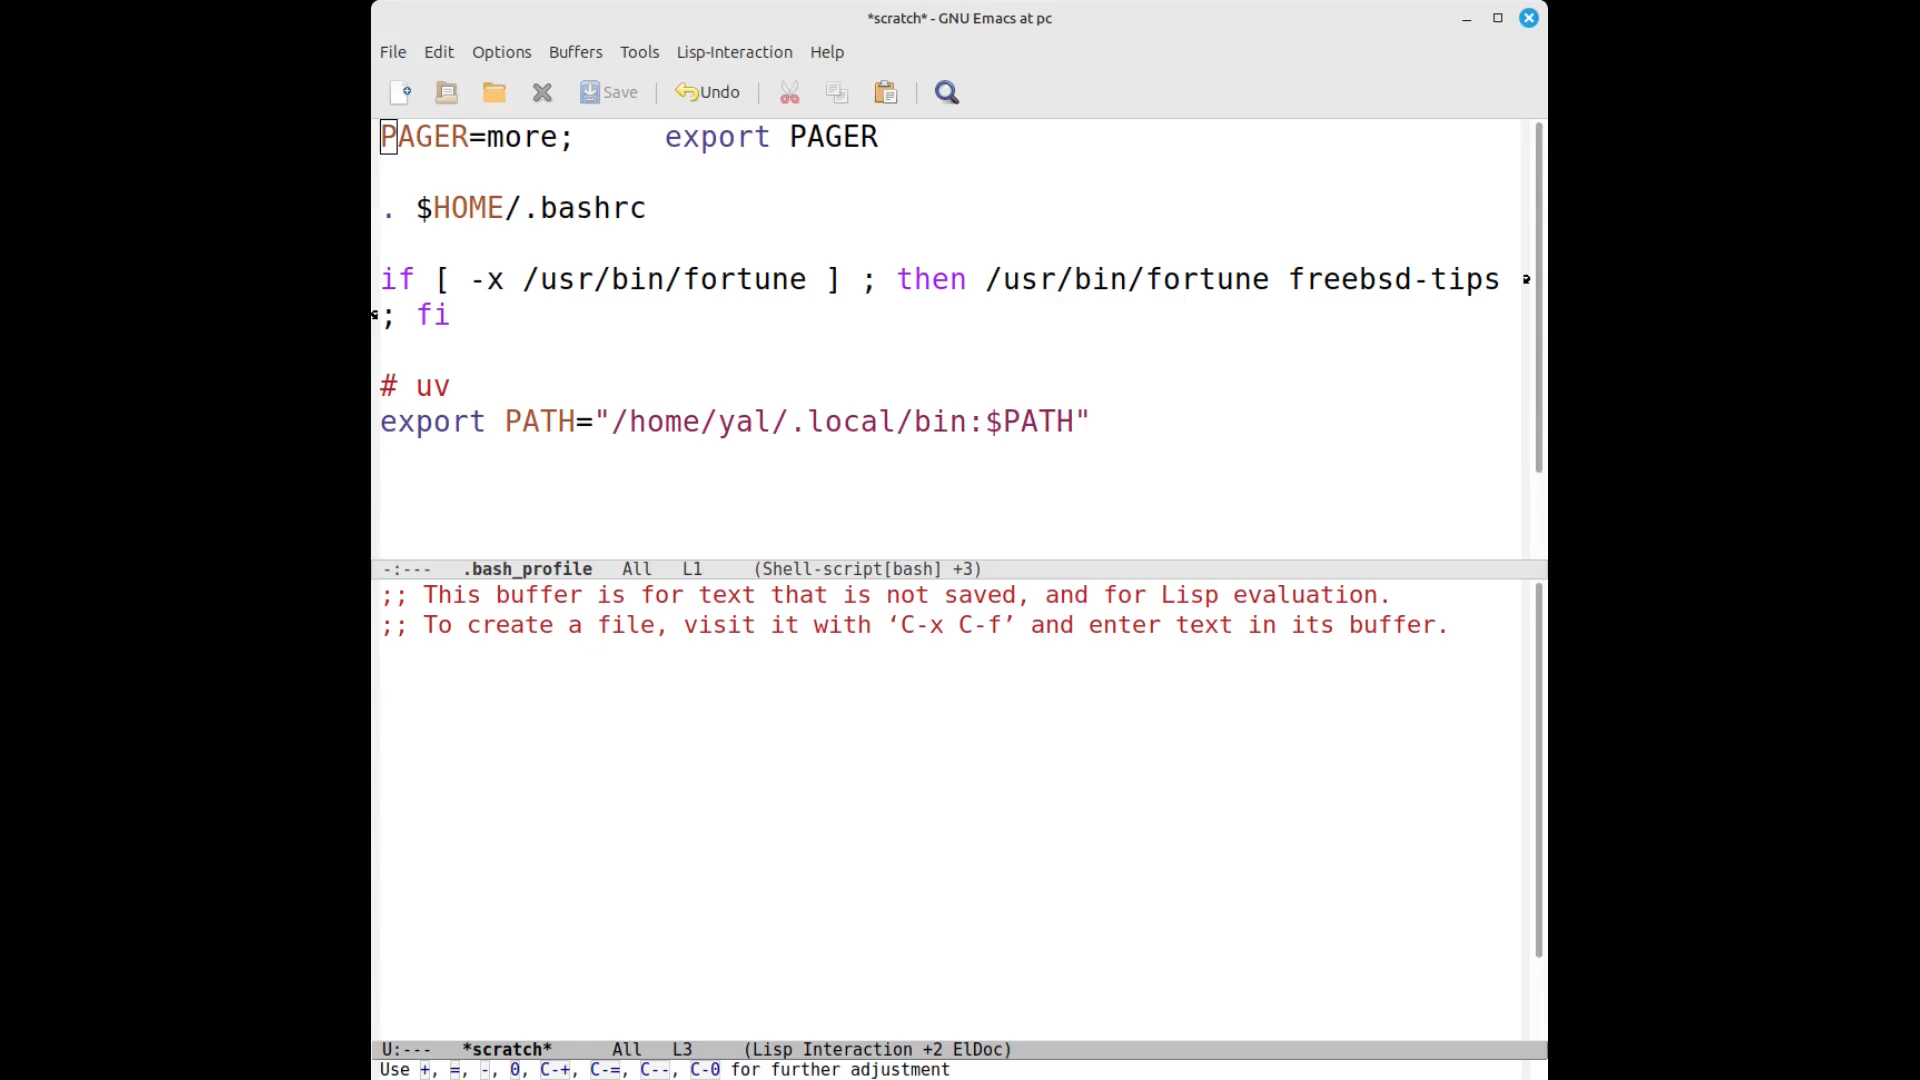 *scratch* - GNU Emacs at pc
File Edit Options Buffers Tools Lisp-Interaction Help
Save Undo
PAGER=more;     export PAGER
. $HOME/.bashrc
if [ -x /usr/bin/fortune ] ; then /usr/bin/fortune freebsd-tips
; fi
# uv
export PATH="/home/yal/.local/bin:$PATH"
-:---   .bash_profile   All   L1     (Shell-script[bash] +3)
;; This buffer is for text that is not saved, and for Lisp evaluation.
;; To create a file, visit it with ‘C-x C-f’ and enter text in its buffer.
U:---   *scratch*      All   L3     (Lisp Interaction +2 ElDoc)
Use +, =, -, 0, C-+, C-=, C--, C-0 for further adjustment